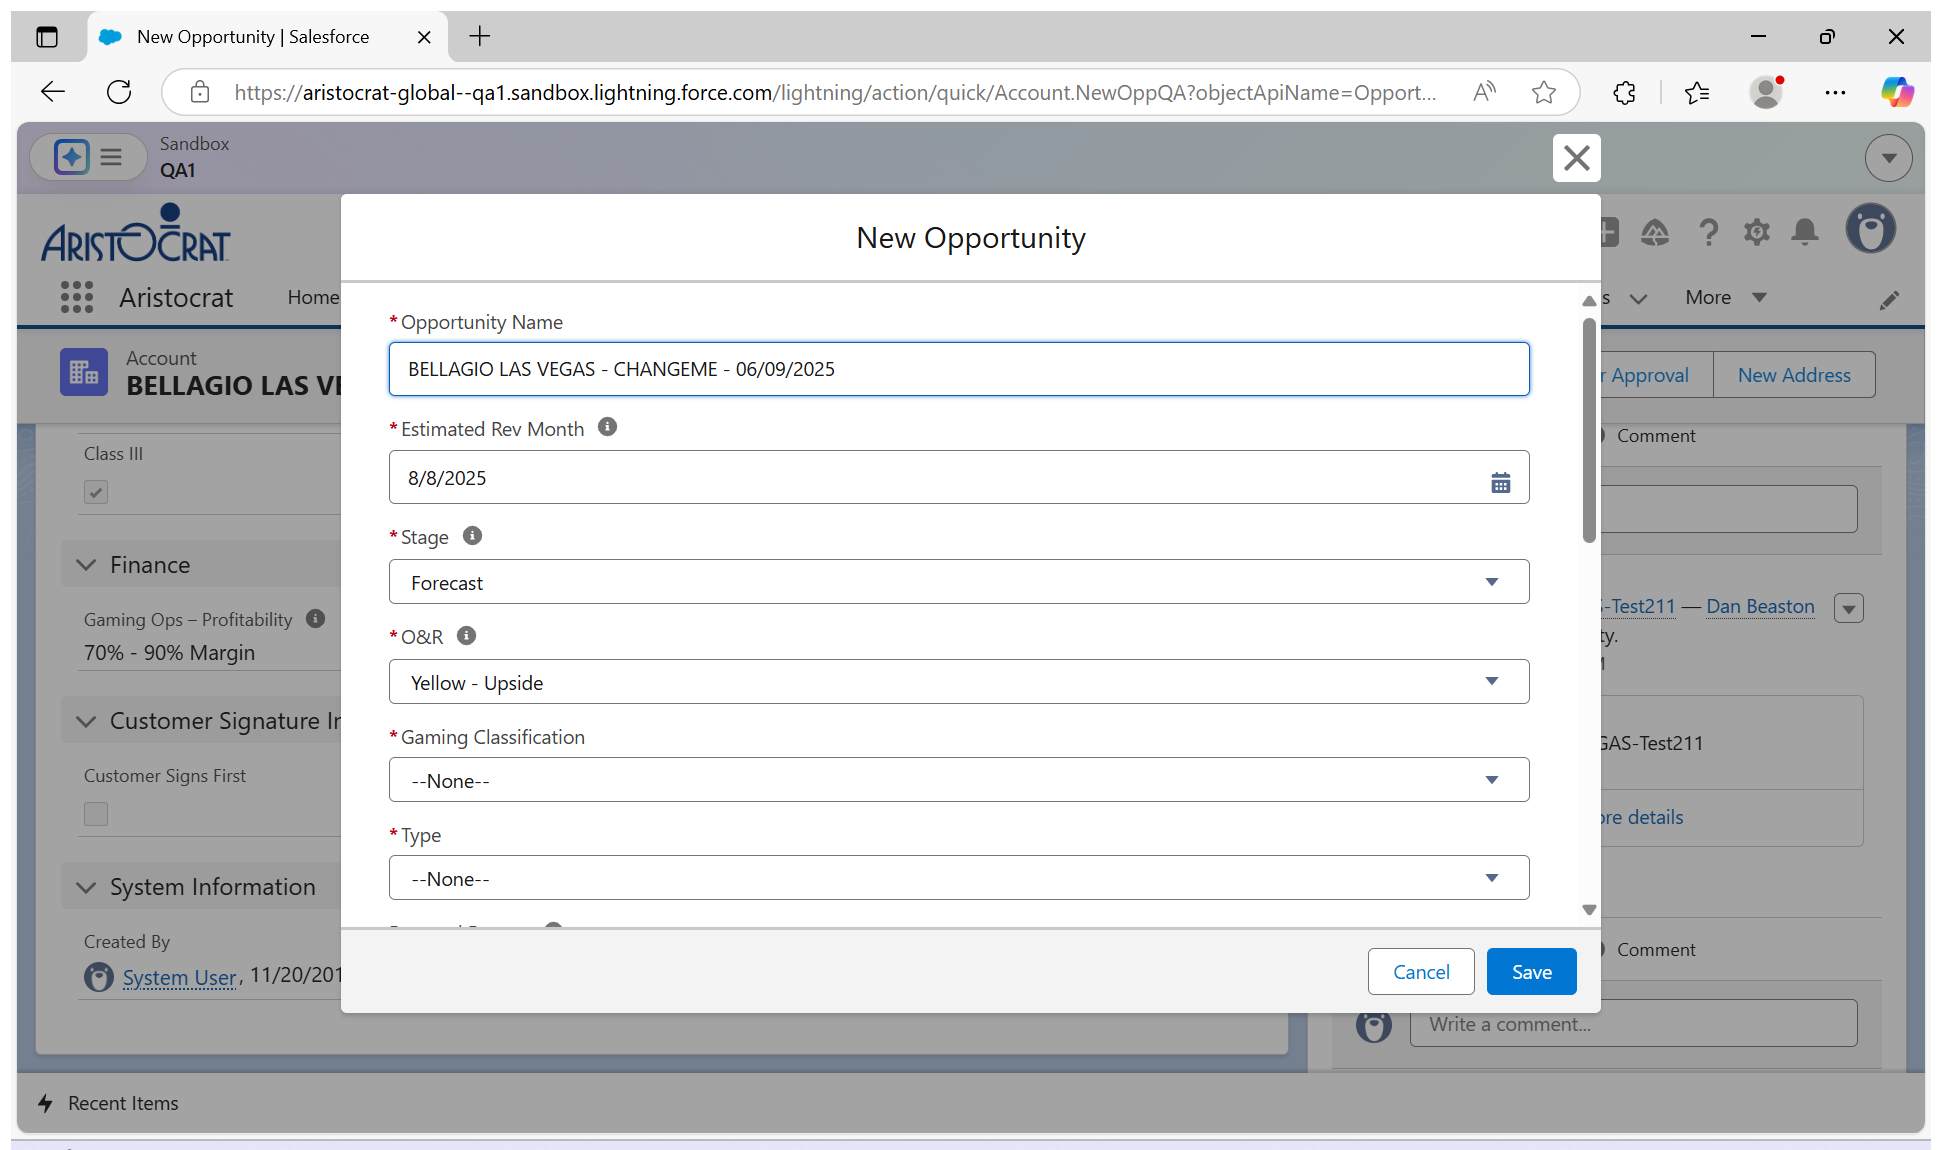 New Opportunity | Salesforce
https://aristocrat-global--qa1.sandbox.lightning.force.com/lightning/action/quick/Account.NewOppQA?objectApiName=Opport...
Sandbox
QA1
ARISTOCRAT
Aristocrat
Home
s
More
Account
BELLAGIO LAS VE
r Approval
New Address
New Opportunity
*Opportunity Name
BELLAGIO LAS VEGAS - CHANGEME - 06/09/2025
*Estimated Rev Month
8/8/2025
*Stage
Forecast
*O&R
Yellow - Upside
*Gaming Classification
--None--
*Type
--None--
Cancel
Save
Class III
Finance
Gaming Ops – Profitability
70% - 90% Margin
Customer Signature In
Customer Signs First
System Information
Created By
System User, 11/20/201
Comment
S-Test211 — Dan Beaston
ty.
GAS-Test211
ore details
Comment
Write a comment...
Recent Items